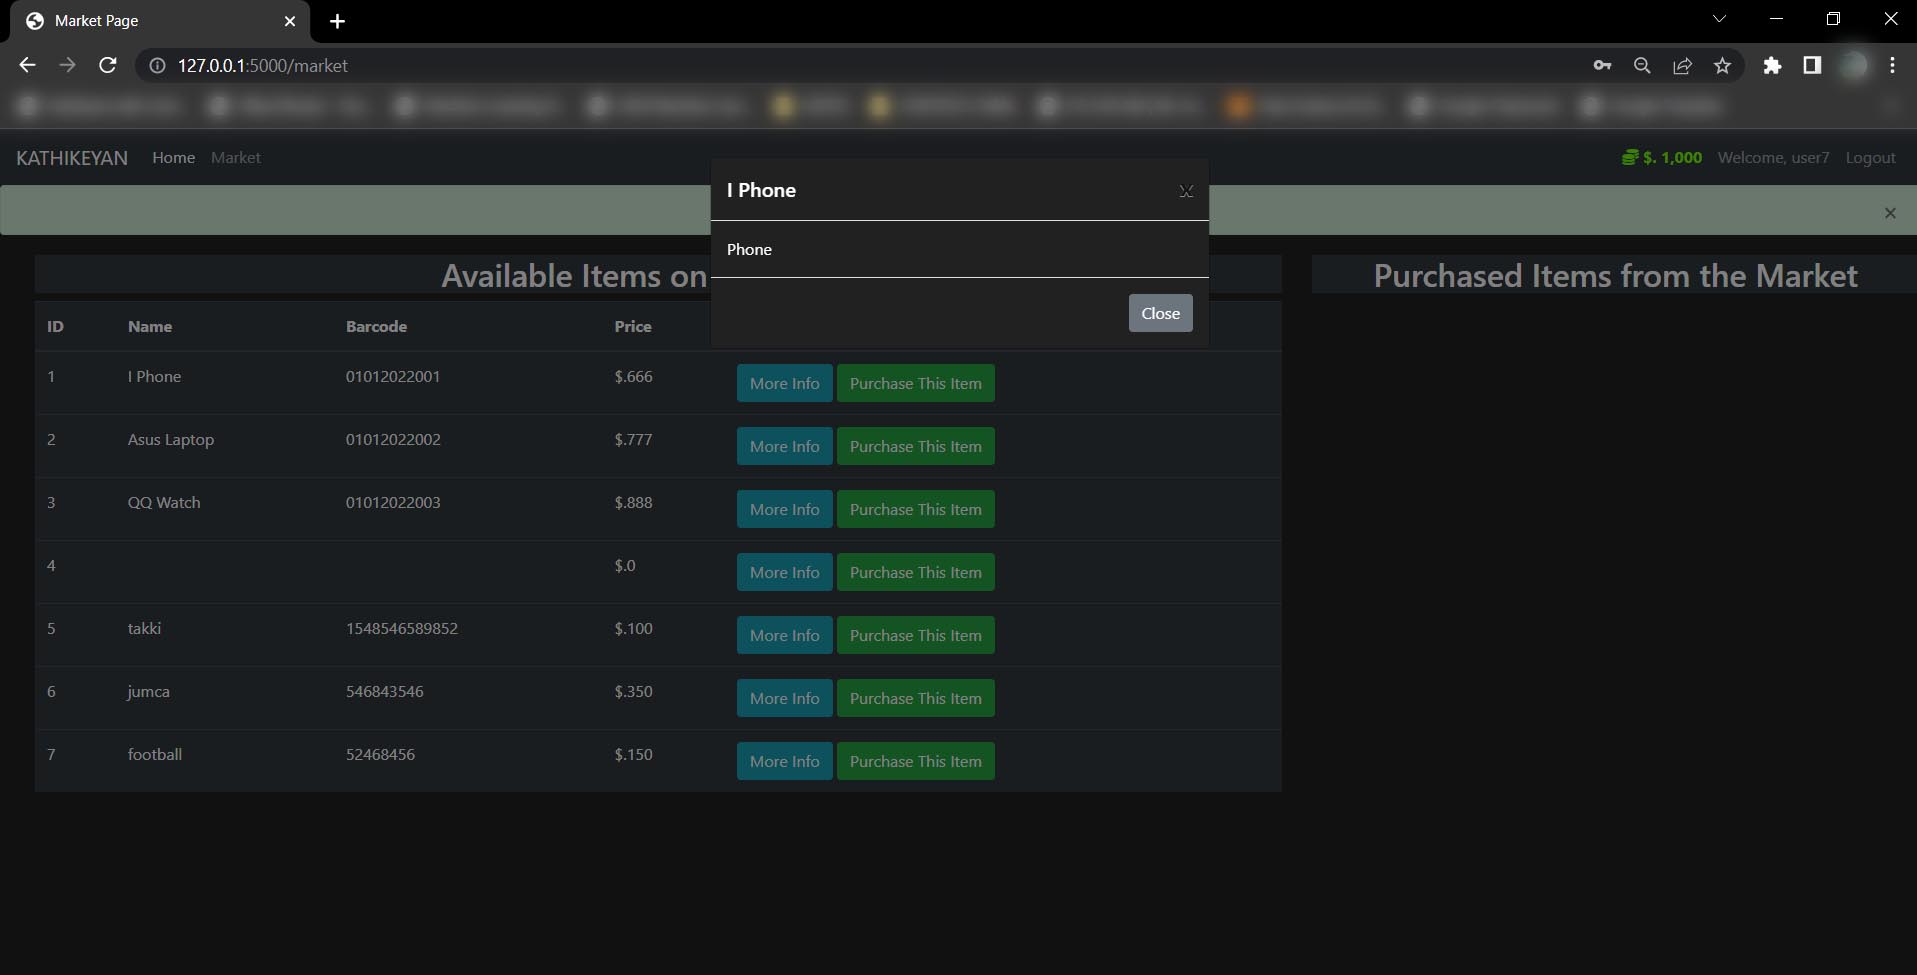 Market Page
127.0.0.1:5000/market
KATHIKEYAN Home Market $. 1,000 Welcome, user7 Logout
I Phone x
Phone
Close
Available Items on
Purchased Items from the Market
ID Name Barcode Price
1 I Phone 01012022001 $.666 More Info Purchase This Item
2 Asus Laptop 01012022002 $.777 More Info Purchase This Item
3 QQ Watch 01012022003 $.888 More Info Purchase This Item
4 $.0 More Info Purchase This Item
5 takki 1548546589852 $.100 More Info Purchase This Item
6 jumca 546843546 $.350 More Info Purchase This Item
7 football 52468456 $.150 More Info Purchase This Item